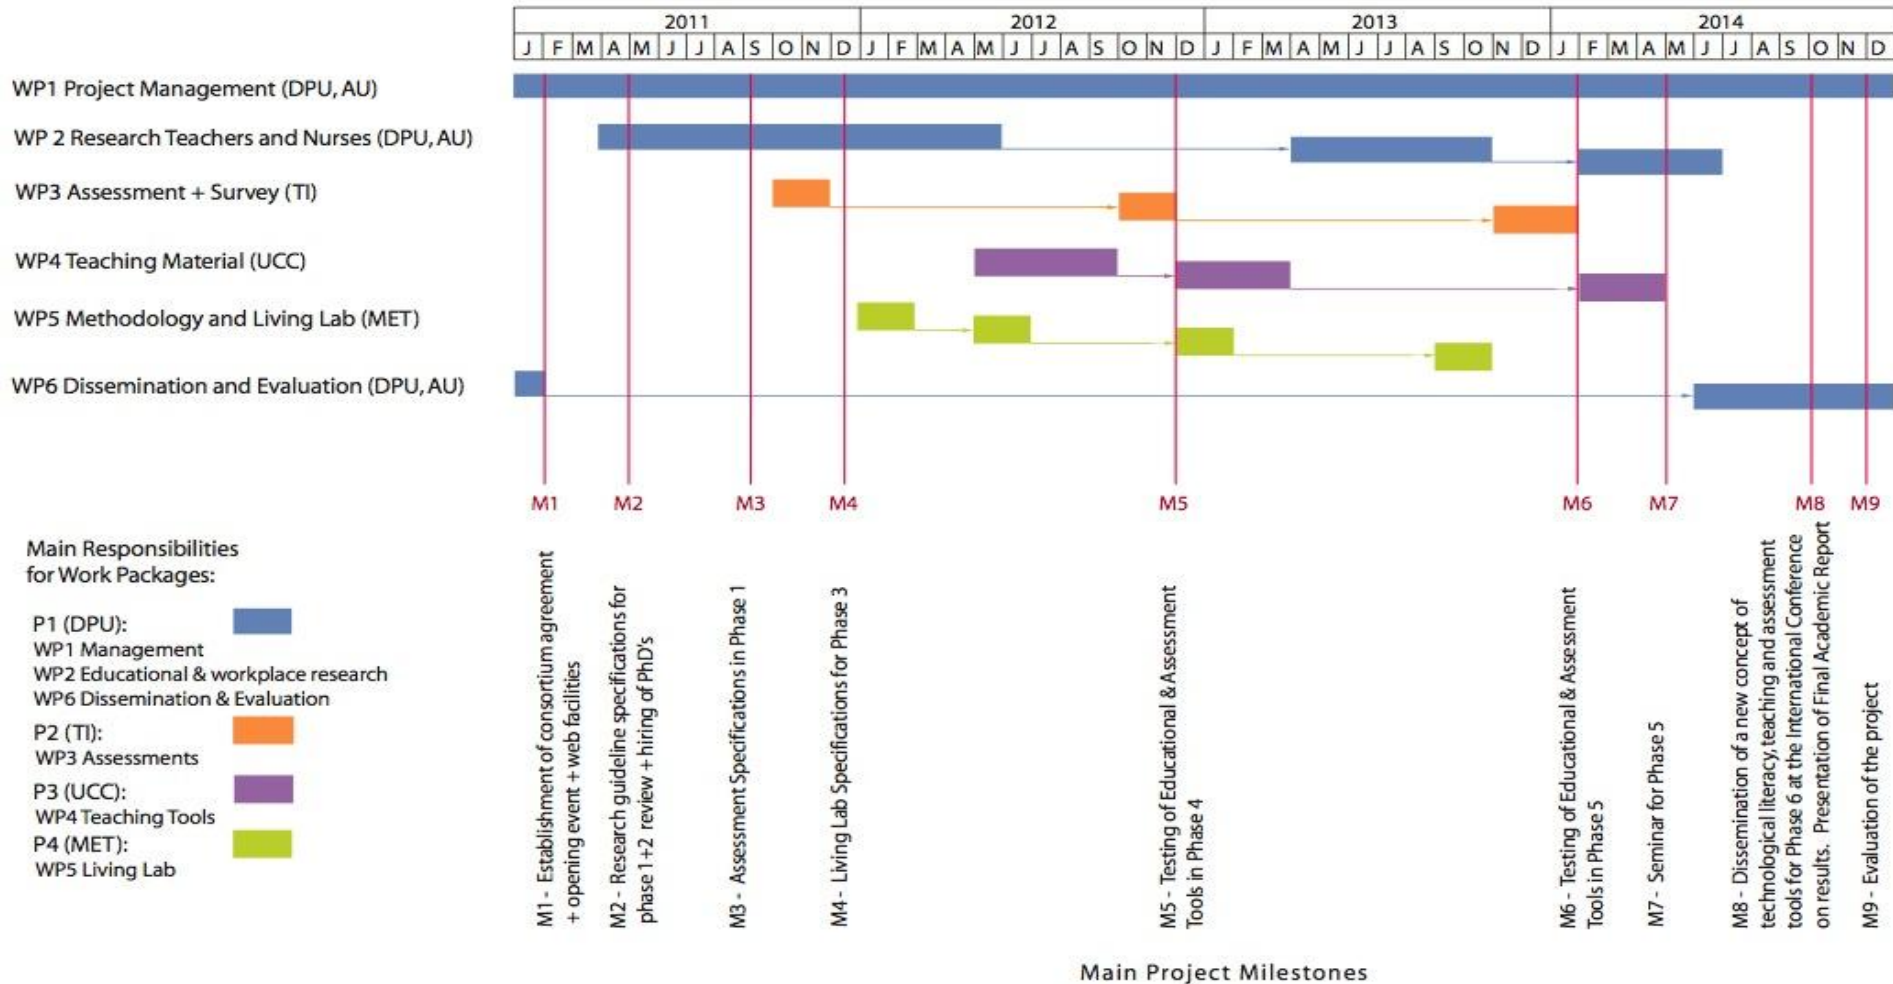 2011 2012 2013 2014
J F M A M J J A S O N D J F M A M J J A S O N D J F M A M J J A S O N D J F M A M J J A S O N D
WP1 Project Management (DPU, AU)
WP 2 Research Teachers and Nurses (DPU, AU)
WP3 Assessment + Survey (TI)
WP4 Teaching Material (UCC)
WP5 Methodology and Living Lab (MET)
WP6 Dissemination and Evaluation (DPU, AU)
M1 M2 M3 M4 M5 M6 M7 M8 M9
Main Responsibilities
for Work Packages:
P1 (DPU):
WP1 Management
WP2 Educational & workplace research
WP6 Dissemination & Evaluation
P2 (TI):
WP3 Assessments
P3 (UCC):
WP4 Teaching Tools
P4 (MET):
WP5 Living Lab
M1 - Establishment of consortium agreement
+ opening event + web facilities
M2 - Research guideline specifications for
phase 1+2 review + hiring of PhD's
M3 - Assessment Specifications in Phase 1
M4 - Living Lab Specifications for Phase 3
M5 - Testing of Educational & Assessment
Tools in Phase 4
M6 - Testing of Educational & Assessment
Tools in Phase 5
M7 - Seminar for Phase 5
M8 - Dissemination of a new concept of
technological literacy, teaching and assessment
tools for Phase 6 at the International Conference
on results. Presentation of Final Academic Report
M9 - Evaluation of the project
Main Project Milestones